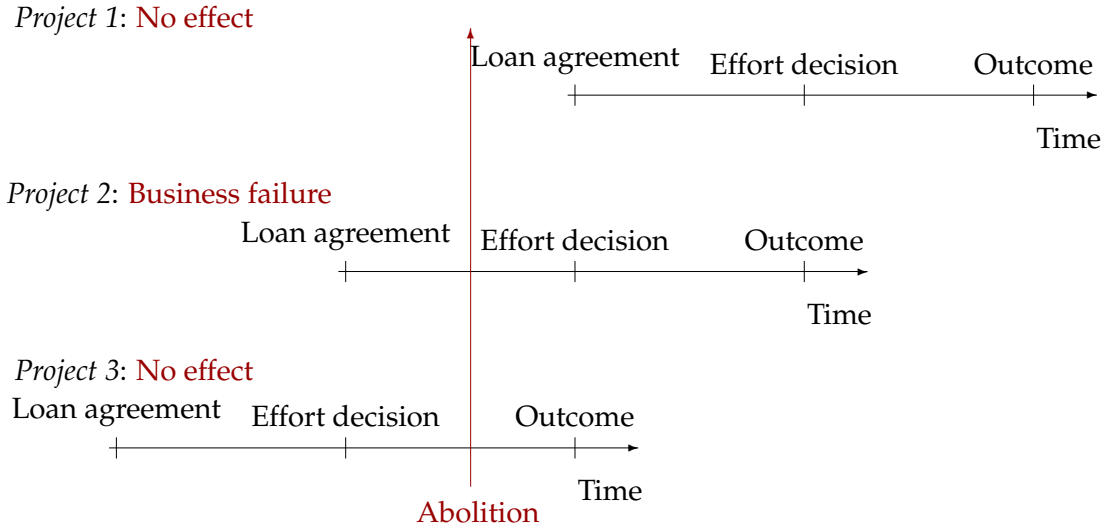 Project 1: No effect
Loan agreement Effort decision Outcome
Time
Project 2: Business failure
Loan agreement Effort decision Outcome
Time
Project 3: No effect
Loan agreement Effort decision Outcome
Time
Abolition